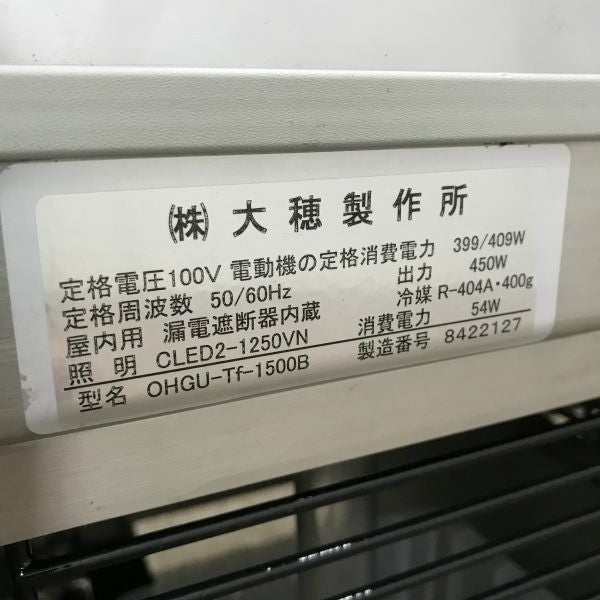 ㈱ 大穂製作所
定格電圧100V 電動機の定格消費電力 399/409W
定格周波数 50/60Hz 出力 450W
屋内用 漏電遮断器内蔵 冷媒 R-404A・400g
照 明 CLED2-1250VN 消費電力 54W
型名 OHGU-Tf-1500B 製造番号 8422127